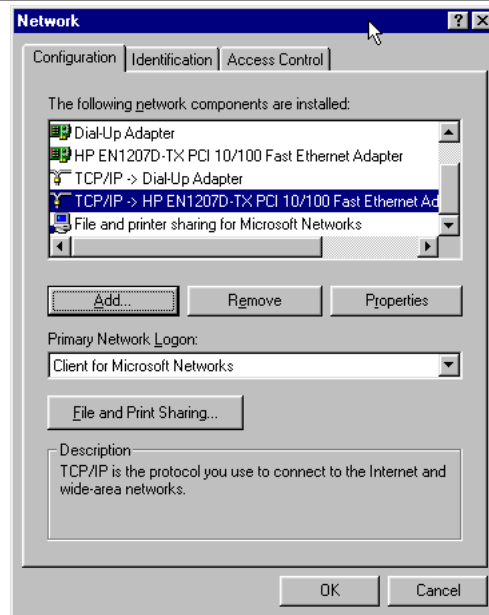 Network
Configuration Identification Access Control
The following network components are installed:
Dial-Up Adapter
HP EN1207D-TX PCI 10/100 Fast Ethernet Adapter
TCP/IP -> Dial-Up Adapter
TCP/IP -> HP EN1207D-TX PCI 10/100 Fast Ethernet Ad
File and printer sharing for Microsoft Networks
Add... Remove Properties
Primary Network Logon:
Client for Microsoft Networks
File and Print Sharing...
Description
TCP/IP is the protocol you use to connect to the Internet and
wide-area networks.
OK Cancel